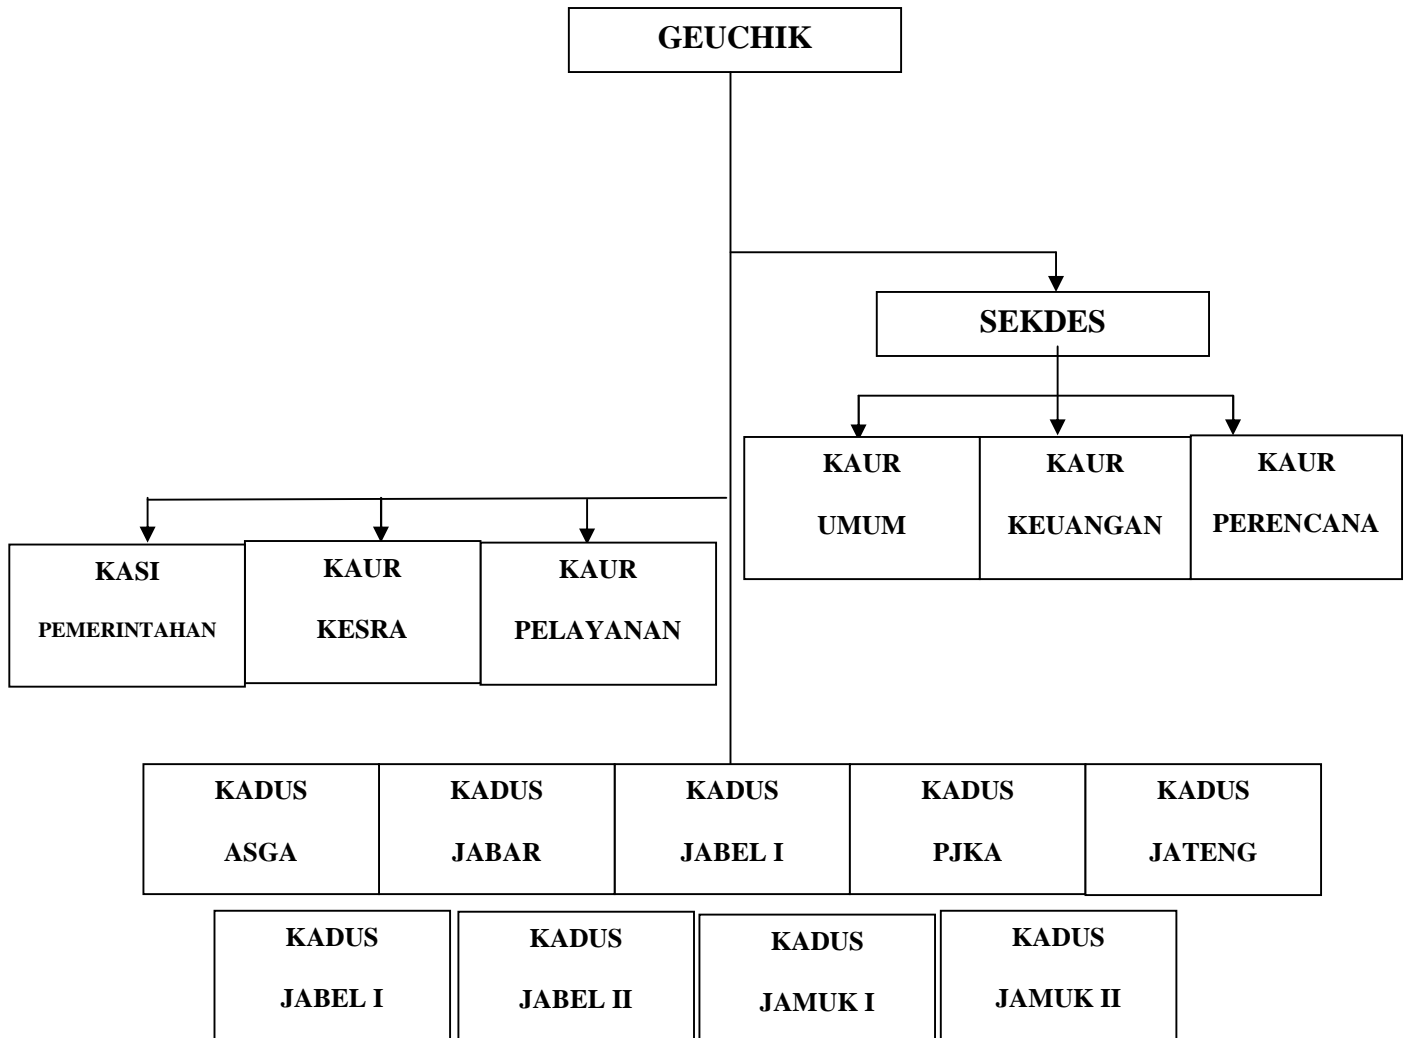 GEUCHIK
SEKDES
KAUR
UMUM
KAUR
KEUANGAN
KAUR
PERENCANA
KASI
PEMERINTAHAN
KAUR
KESRA
KAUR
PELAYANAN
KADUS
ASGA
KADUS
JABAR
KADUS
JABEL I
KADUS
PJKA
KADUS
JATENG
KADUS
JABEL I
KADUS
JABEL II
KADUS
JAMUK I
KADUS
JAMUK II